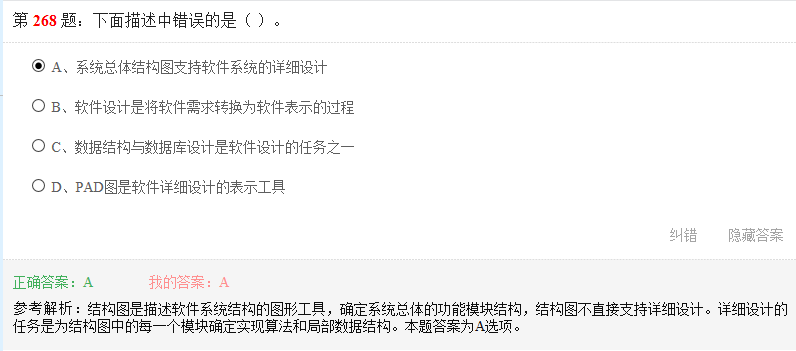 第 268 题：下面描述中错误的是（ ）。
A、系统总体结构图支持软件系统的详细设计
B、软件设计是将软件需求转换为软件表示的过程
C、数据结构与数据库设计是软件设计的任务之一
D、PAD图是软件详细设计的表示工具
纠错 隐藏答案
正确答案：A 我的答案：A
参考解析：结构图是描述软件系统结构的图形工具，确定系统总体的功能模块结构，结构图不直接支持详细设计。详细设计的
任务是为结构图中的每一个模块确定实现算法和局部数据结构。本题答案为A选项。